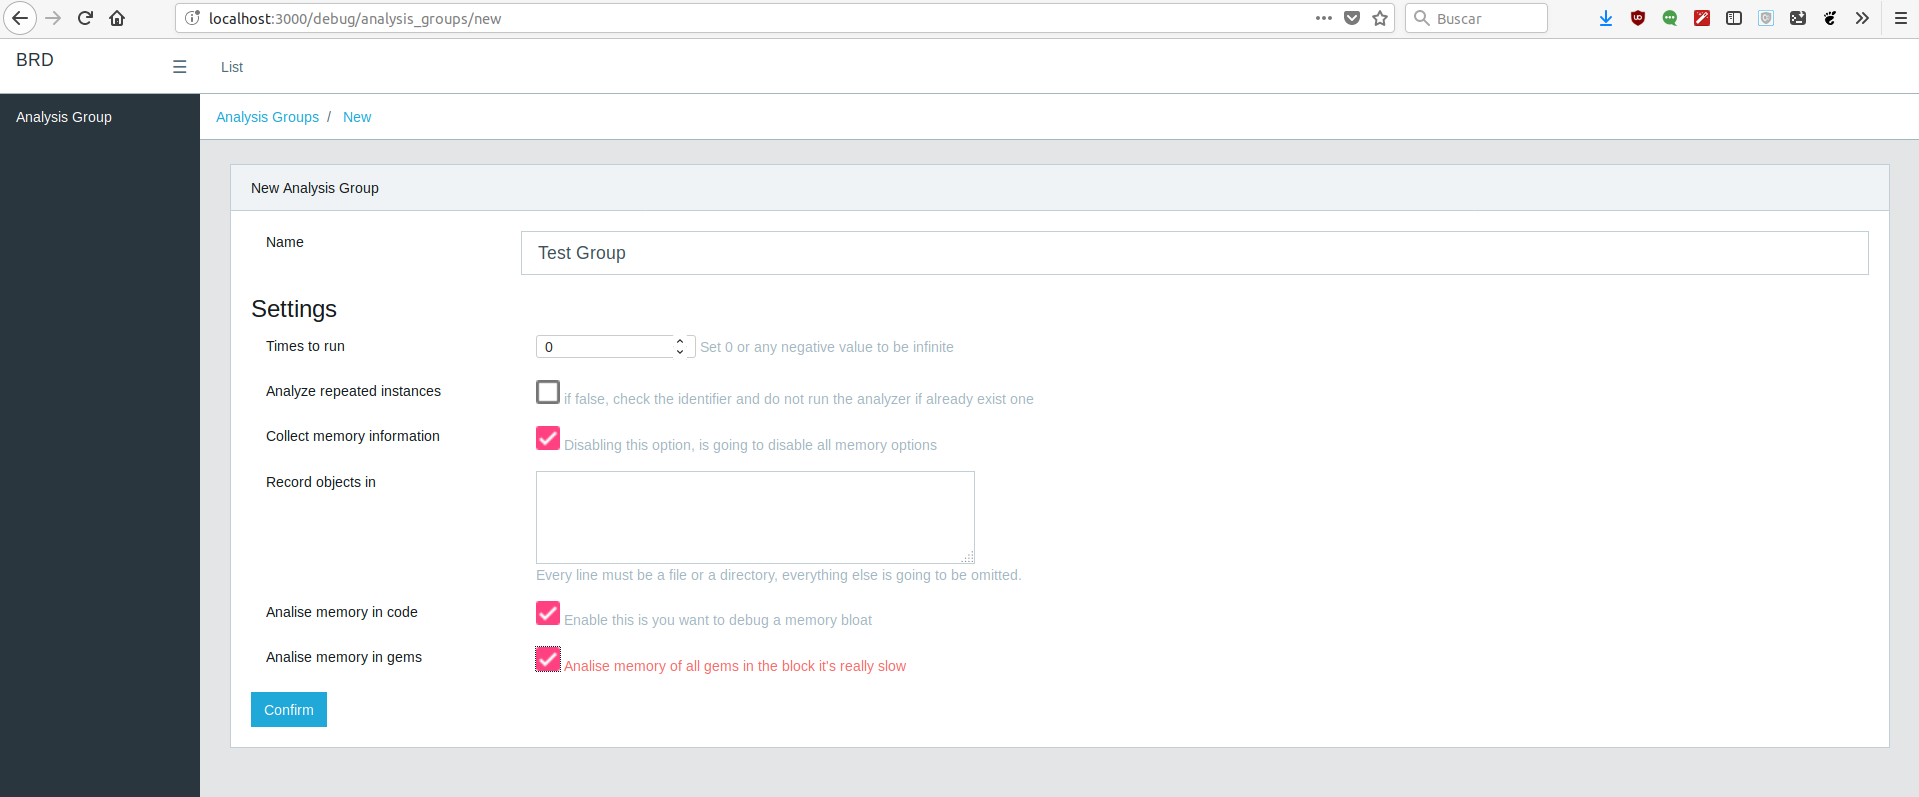 localhost:3000/debug/analysis_groups/new
Buscar
BRD
List
Analysis Group
Analysis Groups / New
New Analysis Group
Name
Test Group
Settings
Times to run
0
Set 0 or any negative value to be infinite
Analyze repeated instances
if false, check the identifier and do not run the analyzer if already exist one
Collect memory information
Disabling this option, is going to disable all memory options
Record objects in
Every line must be a file or a directory, everything else is going to be omitted.
Analise memory in code
Enable this is you want to debug a memory bloat
Analise memory in gems
Analise memory of all gems in the block it's really slow
Confirm